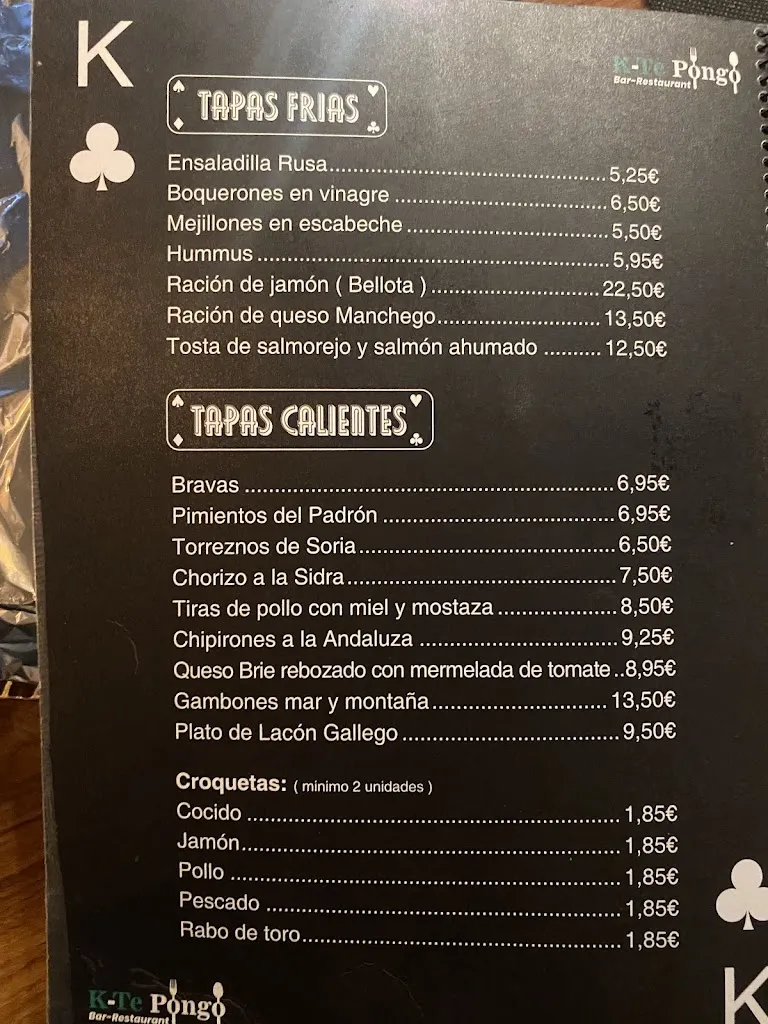 K
K-Te Pongo
Bar-Restaurant
TAPAS FRIAS
Ensaladilla Rusa..........................................5,25€
Boquerones en vinagre ................................6,50€
Mejillones en escabeche ..............................5,50€
Hummus ....................................................5,95€
Ración de jamón ( Bellota )..........................22,50€
Ración de queso Manchego.........................13,50€
Tosta de salmorejo y salmón ahumado ..........12,50€
TAPAS CALIENTES
Bravas ......................................................6,95€
Pimientos del Padrón ..................................6,95€
Torreznos de Soria......................................6,50€
Chorizo a la Sidra........................................7,50€
Tiras de pollo con miel y mostaza .................8,50€
Chipirones a la Andaluza .............................9,25€
Queso Brie rebozado con mermelada de tomate..8,95€
Gambones mar y montaña..........................13,50€
Plato de Lacón Gallego ................................9,50€
Croquetas: ( minimo 2 unidades )
Cocido ......................................................1,85€
Jamón.......................................................1,85€
Pollo .........................................................1,85€
Pescado ....................................................1,85€
Rabo de toro...............................................1,85€
K-Te Pongo
Bar-Restaurant
K